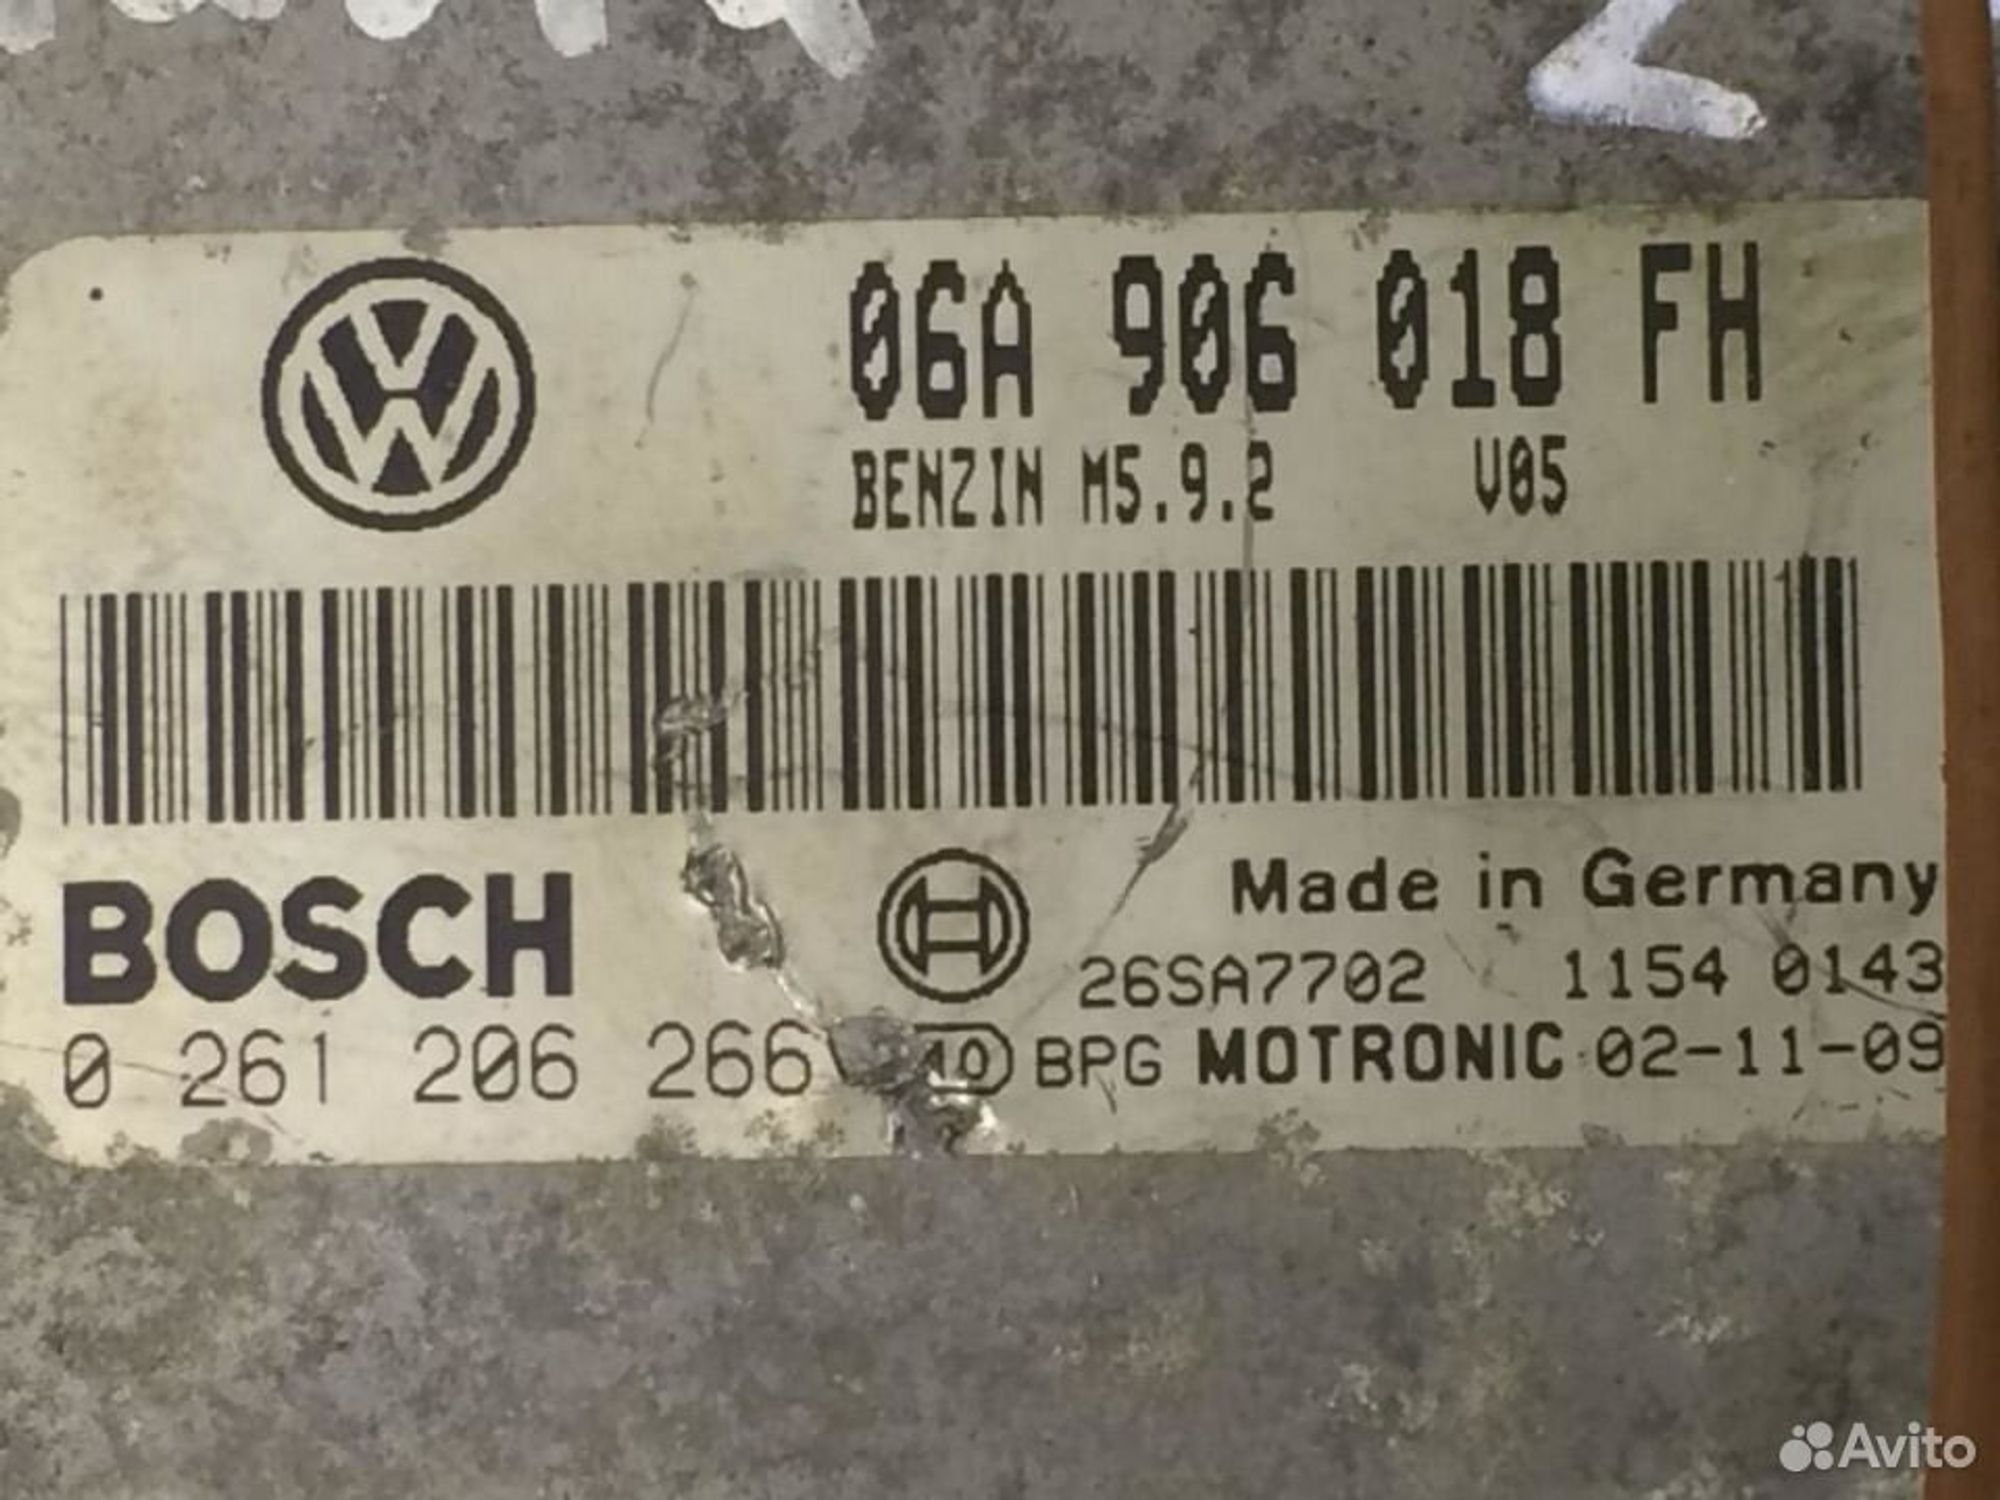 06A 906 018 FH
BENZIN M5.9.2 V05
BOSCH
Made in Germany
26SA7702 1154 0143
0 261 206 266 10 BPG MOTRONIC 02-11-09
Avito